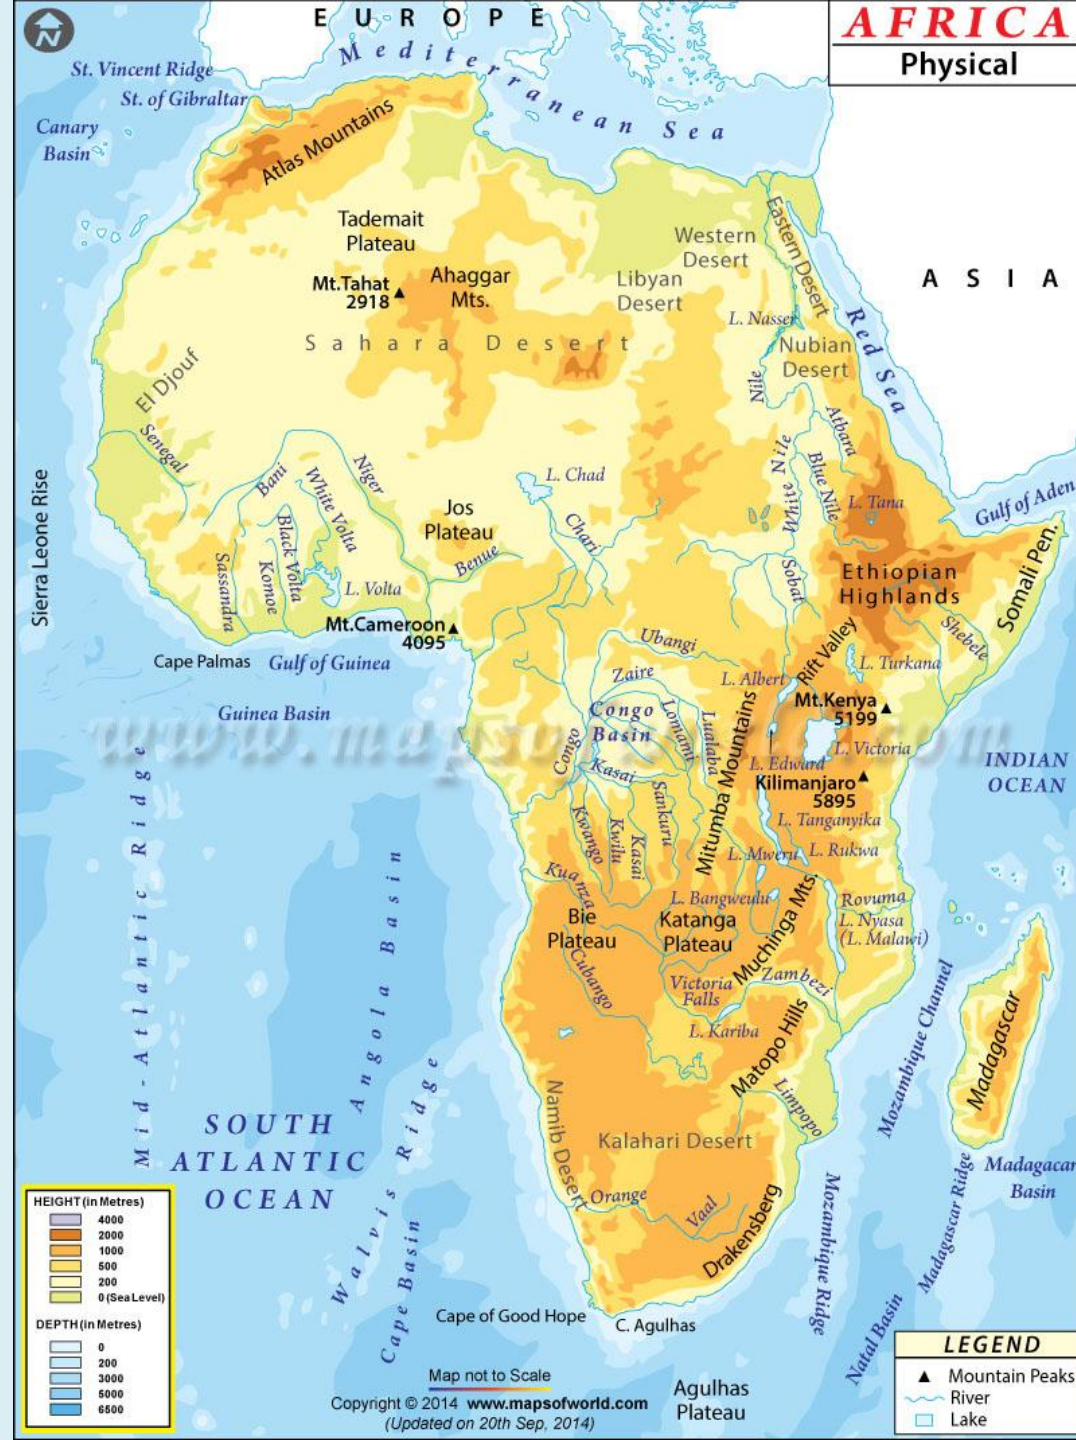 EUROPE
AFRICA
Physical
N
Mediterranean Sea
St. Vincent Ridge
St. of Gibraltar
Canary
Basin
Atlas Mountains
Tademait
Plateau
Mt.Tahat
2918
Ahaggar
Mts.
Western
Desert
Eastern Desert
Libyan
Desert
ASIA
L. Nasser
Red Sea
Sahara Desert
Nubian
Desert
El Djouf
Nile
Atbara
Senegal
Bani
White Volta
Niger
L. Chad
White Nile
Blue Nile
L. Tana
Gulf of Aden
Sierra Leone Rise
Jos
Plateau
Chari
Black Volta
Komoe
Sassandra
Benue
L. Volta
Sobat
Ethiopian
Highlands
Somali Pen.
Mt.Cameroon
4095
Shebele
Ubangi
Rift Valley
Cape Palmas
Gulf of Guinea
L. Turkana
Zaire
L. Albert
Guinea Basin
Congo
Basin
Lomami
Lualaba
Mt.Kenya
5199
www.mapsofworld.com
Congo
L. Victoria
L. Edward
Kasai
Kilimanjaro
5895
INDIAN
OCEAN
Mitumba Mountains
Sankuru
Kwango
Kwilu
Kasai
L. Tanganyika
L. Mweru
L. Rukwa
Mid-Atlantic Ridge
Angola Basin
Kuanza
L. Bangweulu
Rovuma
Bie
Plateau
Katanga
Plateau
Muchinga Mts.
L. Nyasa
(L. Malawi)
Cubango
Victoria
Falls
Zambezi
L. Kariba
Matopo Hills
Mozambique Channel
Madagascar
Namib Desert
Limpopo
SOUTH
ATLANTIC
OCEAN
Walvis Ridge
Kalahari Desert
Madagacar
Basin
Orange
Vaal
Drakensberg
Mozambique Ridge
Madagascar Ridge
Natal Basin
Cape Basin
Cape of Good Hope
C. Agulhas
HEIGHT (in Metres)
4000
2000
1000
500
200
0 (Sea Level)
DEPTH (in Metres)
0
200
3000
5000
6500
Map not to Scale
Copyright © 2014 www.mapsofworld.com
(Updated on 20th Sep, 2014)
Agulhas
Plateau
LEGEND
Mountain Peaks
River
Lake